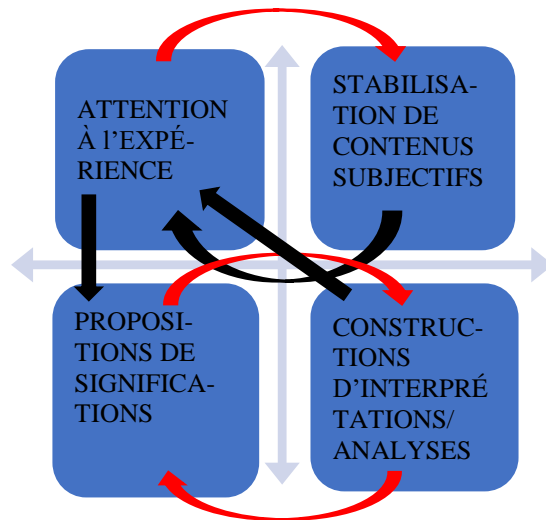 ATTENTION
À l'EXPÉ-
RIENCE
STABILISA-
TION DE
CONTENUS
SUBJECTIFS
PROPOSI-
TIONS DE
SIGNIFICA-
TIONS
CONSTRUC-
TIONS
D'INTERPRÉ
TATIONS/
ANALYSES